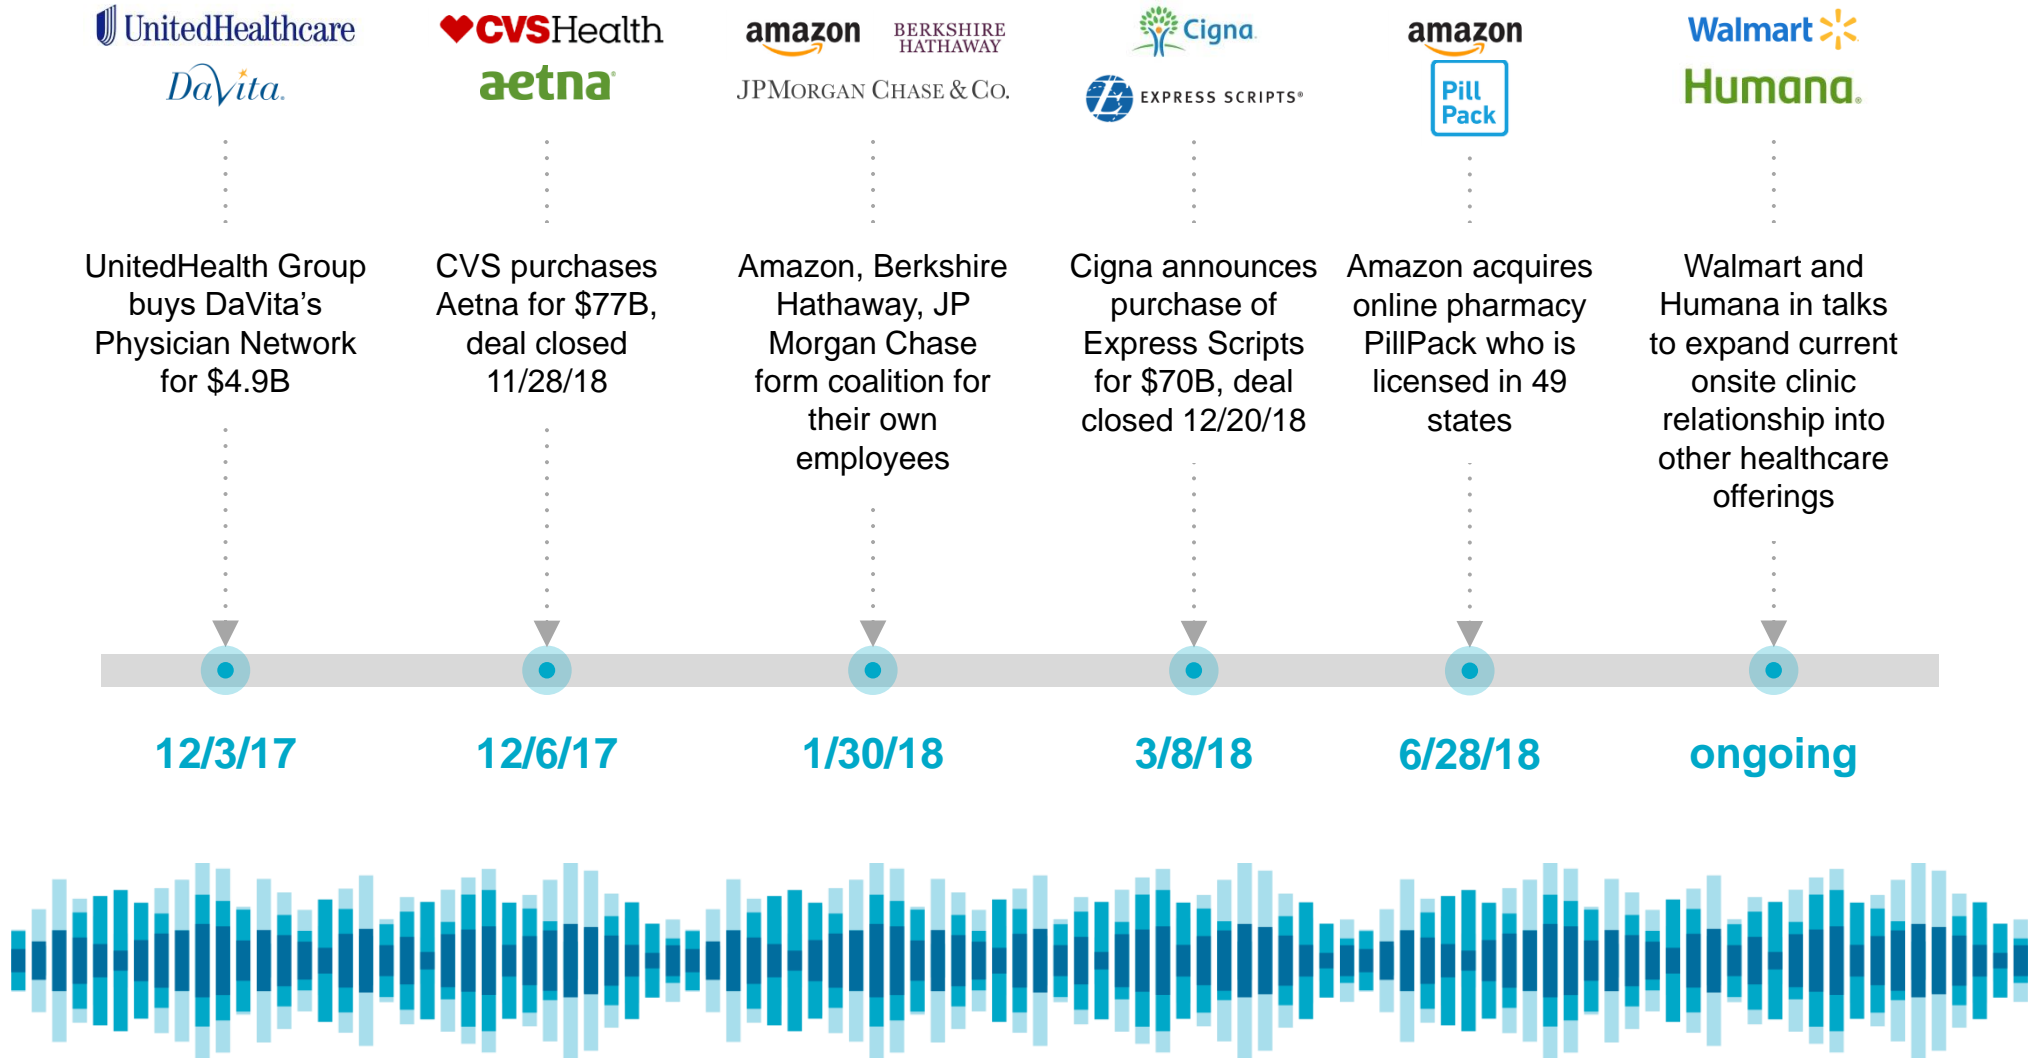 UnitedHealthcare
DaVita.
CVSHealth
aetna
amazon
BERKSHIRE
HATHAWAY
JPMORGAN CHASE & CO.
Cigna
EXPRESS SCRIPTS®
amazon
Pill
Pack
Walmart
Humana.
UnitedHealth Group
buys DaVita’s
Physician Network
for $4.9B
CVS purchases
Aetna for $77B,
deal closed
11/28/18
Amazon, Berkshire
Hathaway, JP
Morgan Chase
form coalition for
their own
employees
Cigna announces
purchase of
Express Scripts
for $70B, deal
closed 12/20/18
Amazon acquires
online pharmacy
PillPack who is
licensed in 49
states
Walmart and
Humana in talks
to expand current
onsite clinic
relationship into
other healthcare
offerings
12/3/17
12/6/17
1/30/18
3/8/18
6/28/18
ongoing